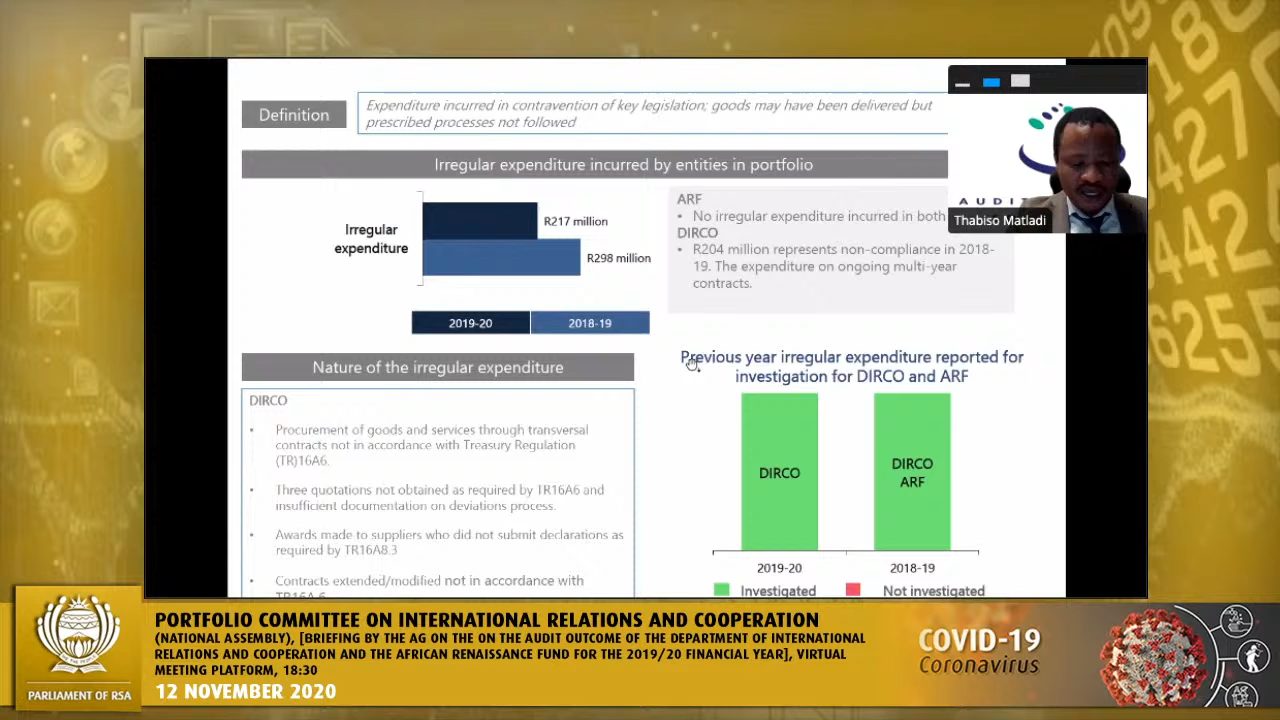 Definition
Expenditure incurred in contravention of key legislation; goods may have been delivered but
prescribed processes not followed
Irregular expenditure incurred by entities in portfolio
Irregular
expenditure
R217 million
R298 million
2019-20
2018-19
ARF
• No irregular expenditure incurred in both
DIRCO
• R204 million represents non-compliance in 2018-
19. The expenditure on ongoing multi-year
contracts.
AUDIT
Thabiso Matladi
Nature of the irregular expenditure
DIRCO
• Procurement of goods and services through transversal
contracts not in accordance with Treasury Regulation
(TR)16A6.
• Three quotations not obtained as required by TR16A6 and
insufficient documentation on deviations process.
• Awards made to suppliers who did not submit declarations as
required by TR16A8.3
• Contracts extended/modified not in accordance with
TR16A.6
Previous year irregular expenditure reported for
investigation for DIRCO and ARF
DIRCO
DIRCO
ARF
2019-20
2018-19
Investigated
Not investigated
PARLIAMENT OF RSA
PORTFOLIO COMMITTEE ON INTERNATIONAL RELATIONS AND COOPERATION
(NATIONAL ASSEMBLY), [BRIEFING BY THE AG ON THE ON THE AUDIT OUTCOME OF THE DEPARTMENT OF INTERNATIONAL
RELATIONS AND COOPERATION AND THE AFRICAN RENAISSANCE FUND FOR THE 2019/20 FINANCIAL YEAR], VIRTUAL
MEETING PLATFORM, 18:30
12 NOVEMBER 2020
COVID-19
Coronavirus